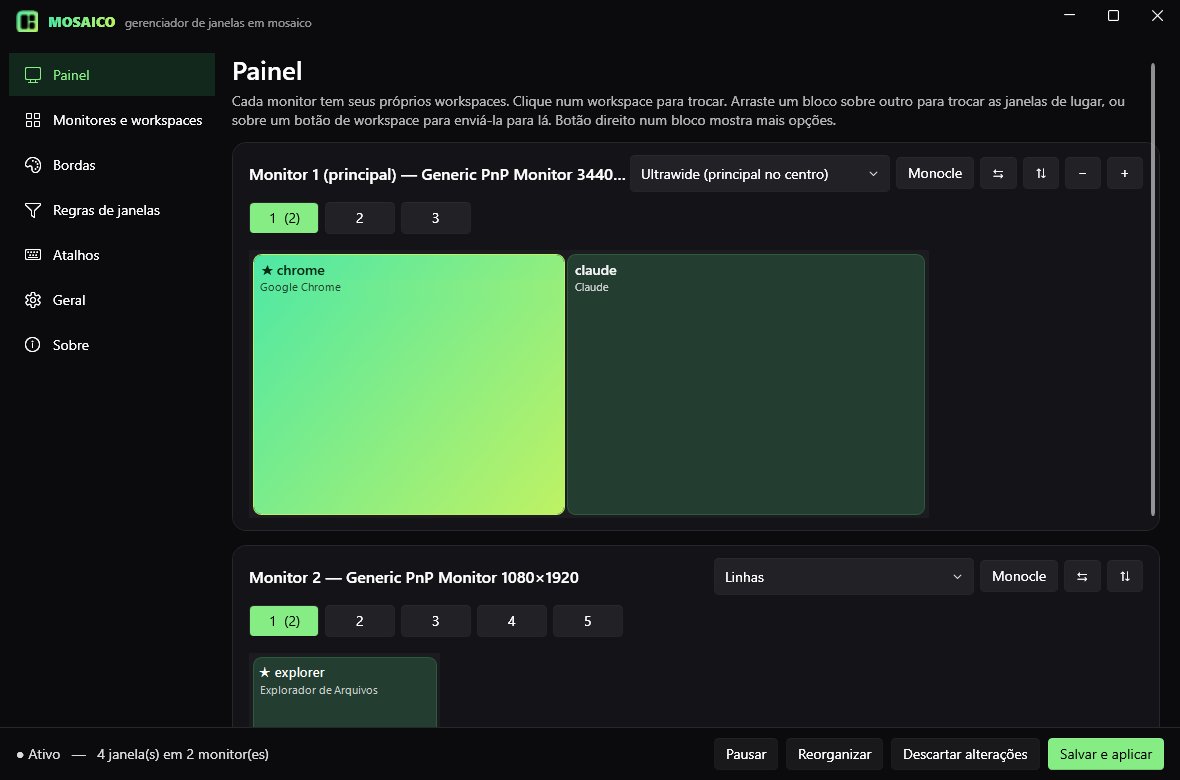 MOSAICO gerenciador de janelas em mosaico
Painel
Monitores e workspaces
Bordas
Regras de janelas
Atalhos
Geral
Sobre
Painel
Cada monitor tem seus próprios workspaces. Clique num workspace para trocar. Arraste um bloco sobre outro para trocar as janelas de lugar, ou
sobre um botão de workspace para enviá-la para lá. Botão direito num bloco mostra mais opções.
Monitor 1 (principal) — Generic PnP Monitor 3440... Ultrawide (principal no centro) Monocle ⇆ ⇅ − +
1 (2) 2 3
★ chrome
Google Chrome
claude
Claude
Monitor 2 — Generic PnP Monitor 1080×1920 Linhas Monocle ⇆ ⇅
1 (2) 2 3 4 5
★ explorer
Explorador de Arquivos
● Ativo — 4 janela(s) em 2 monitor(es) Pausar Reorganizar Descartar alterações Salvar e aplicar